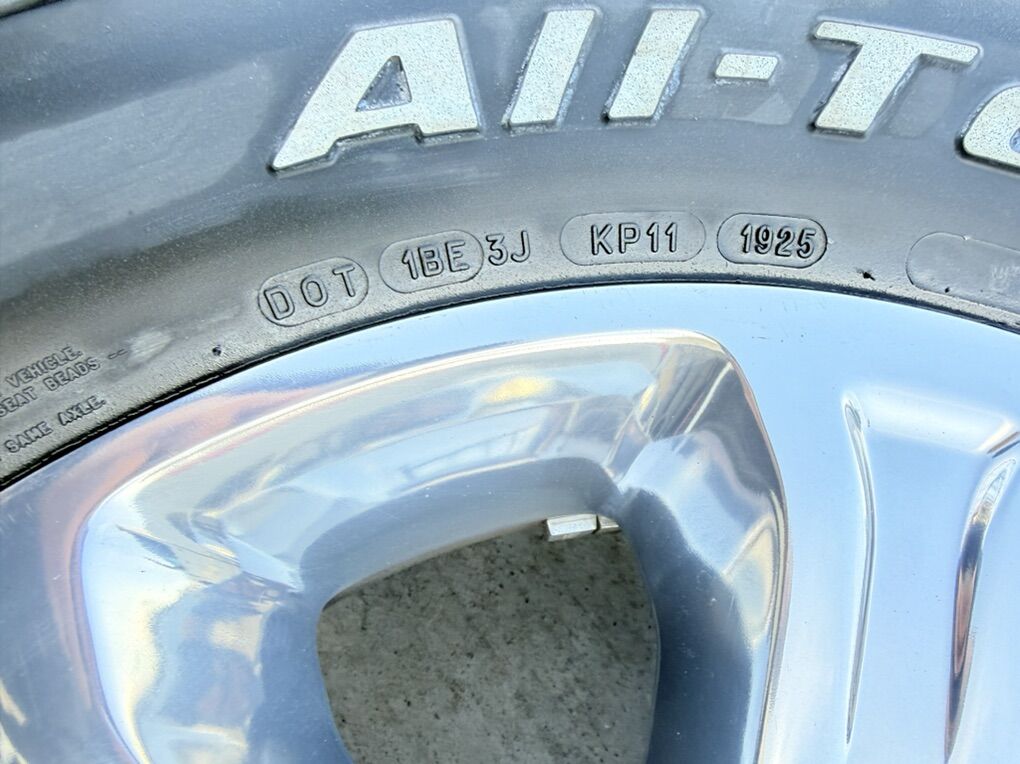 All-T
DOT 1BE 3J KP11 1925
VEHICLE.
SEAT BEADS --
SAME AXLE.